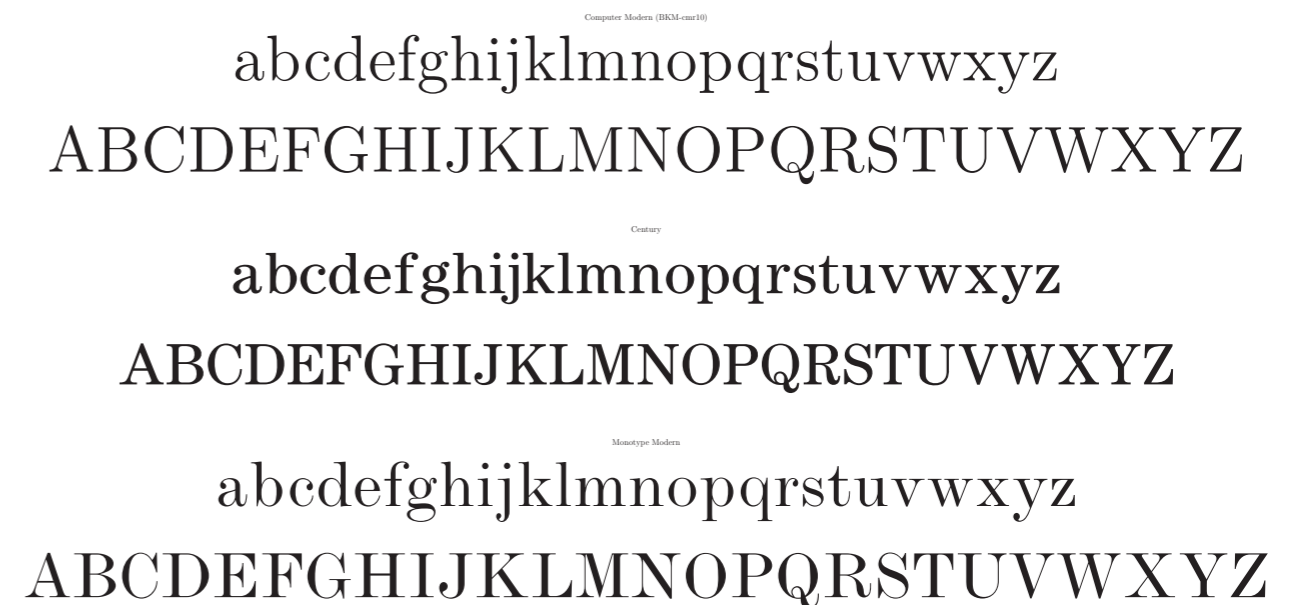 Computer Modern (BKM-cmr10)
abcdefghijklmnopqrstuvwxyz
ABCDEFGHIJKLMNOPQRSTUVWXYZ
Century
abcdefghijklmnopqrstuvwxyz
ABCDEFGHIJKLMNOPQRSTUVWXYZ
Monotype Modern
abcdefghijklmnopqrstuvwxyz
ABCDEFGHIJKLMNOPQRSTUVWXYZ